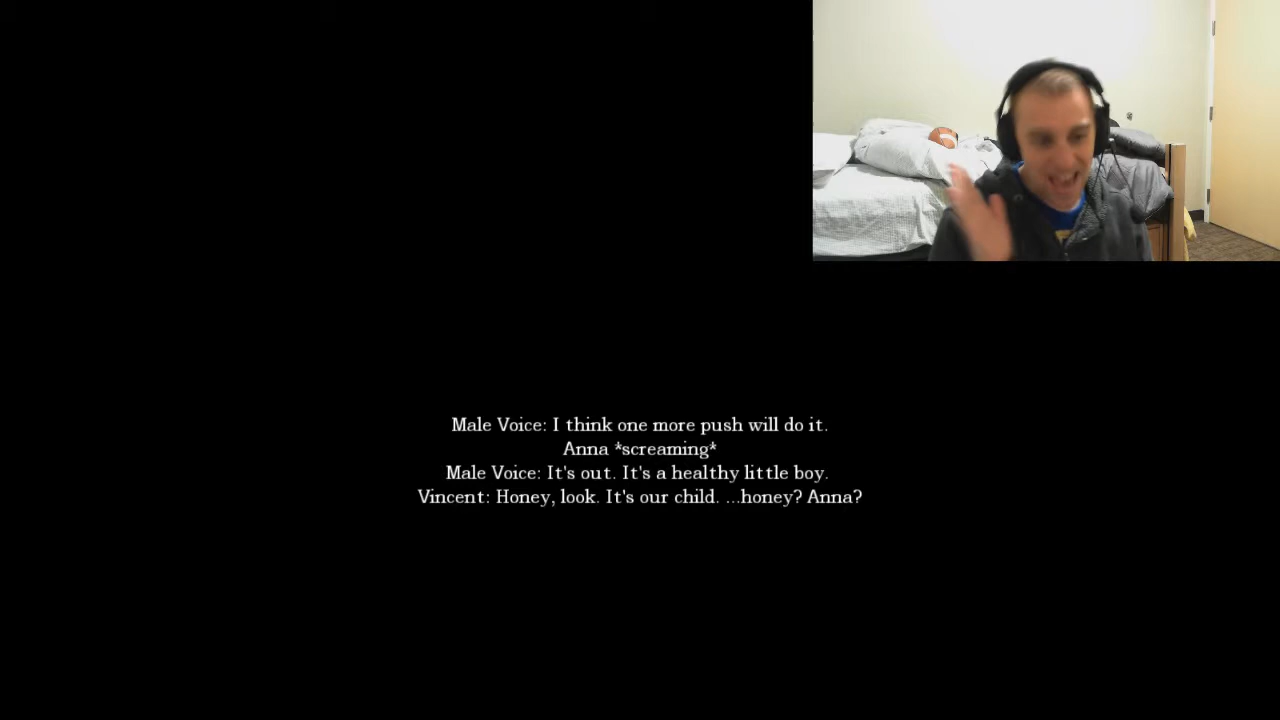 Male Voice: I think one more push will do it.
Anna *screaming*
Male Voice: It's out. It's a healthy little boy.
Vincent: Honey, look. It's our child. ...honey? Anna?